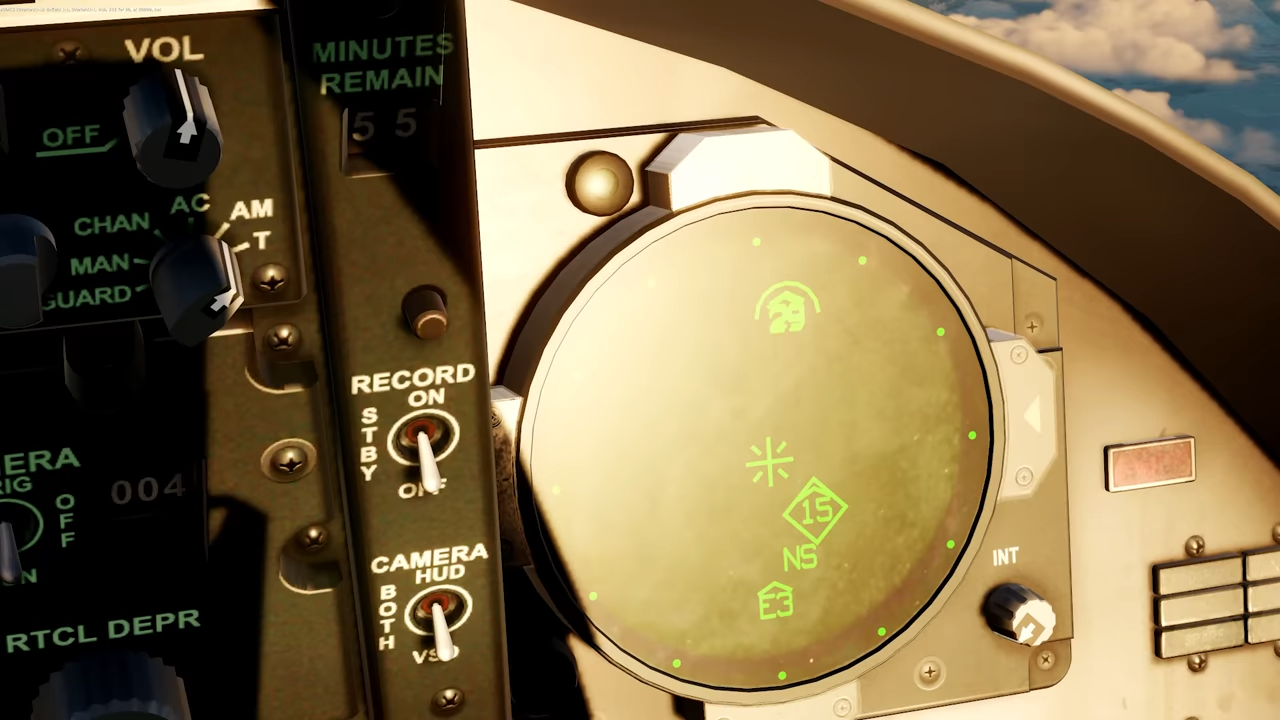 VOL
OFF
AC
CHAN
AM
T
MAN
GUARD
MINUTES
REMAIN
5 5
RECORD
ON
STBY
OFF
ERA
RIG
OFF
004
N
CAMERA
HUD
BOTH
VSD
RTCL DEPR
29
15
NS
E3
INT